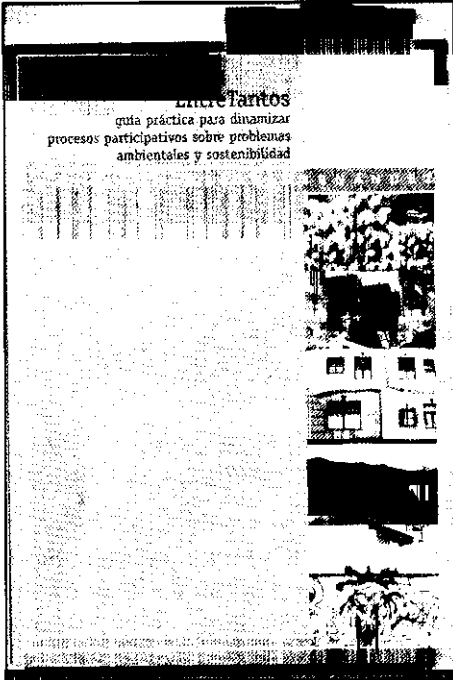 EntreTantos
guía práctica para dinamizar
procesos participativos sobre problemas
ambientales y sostenibilidad